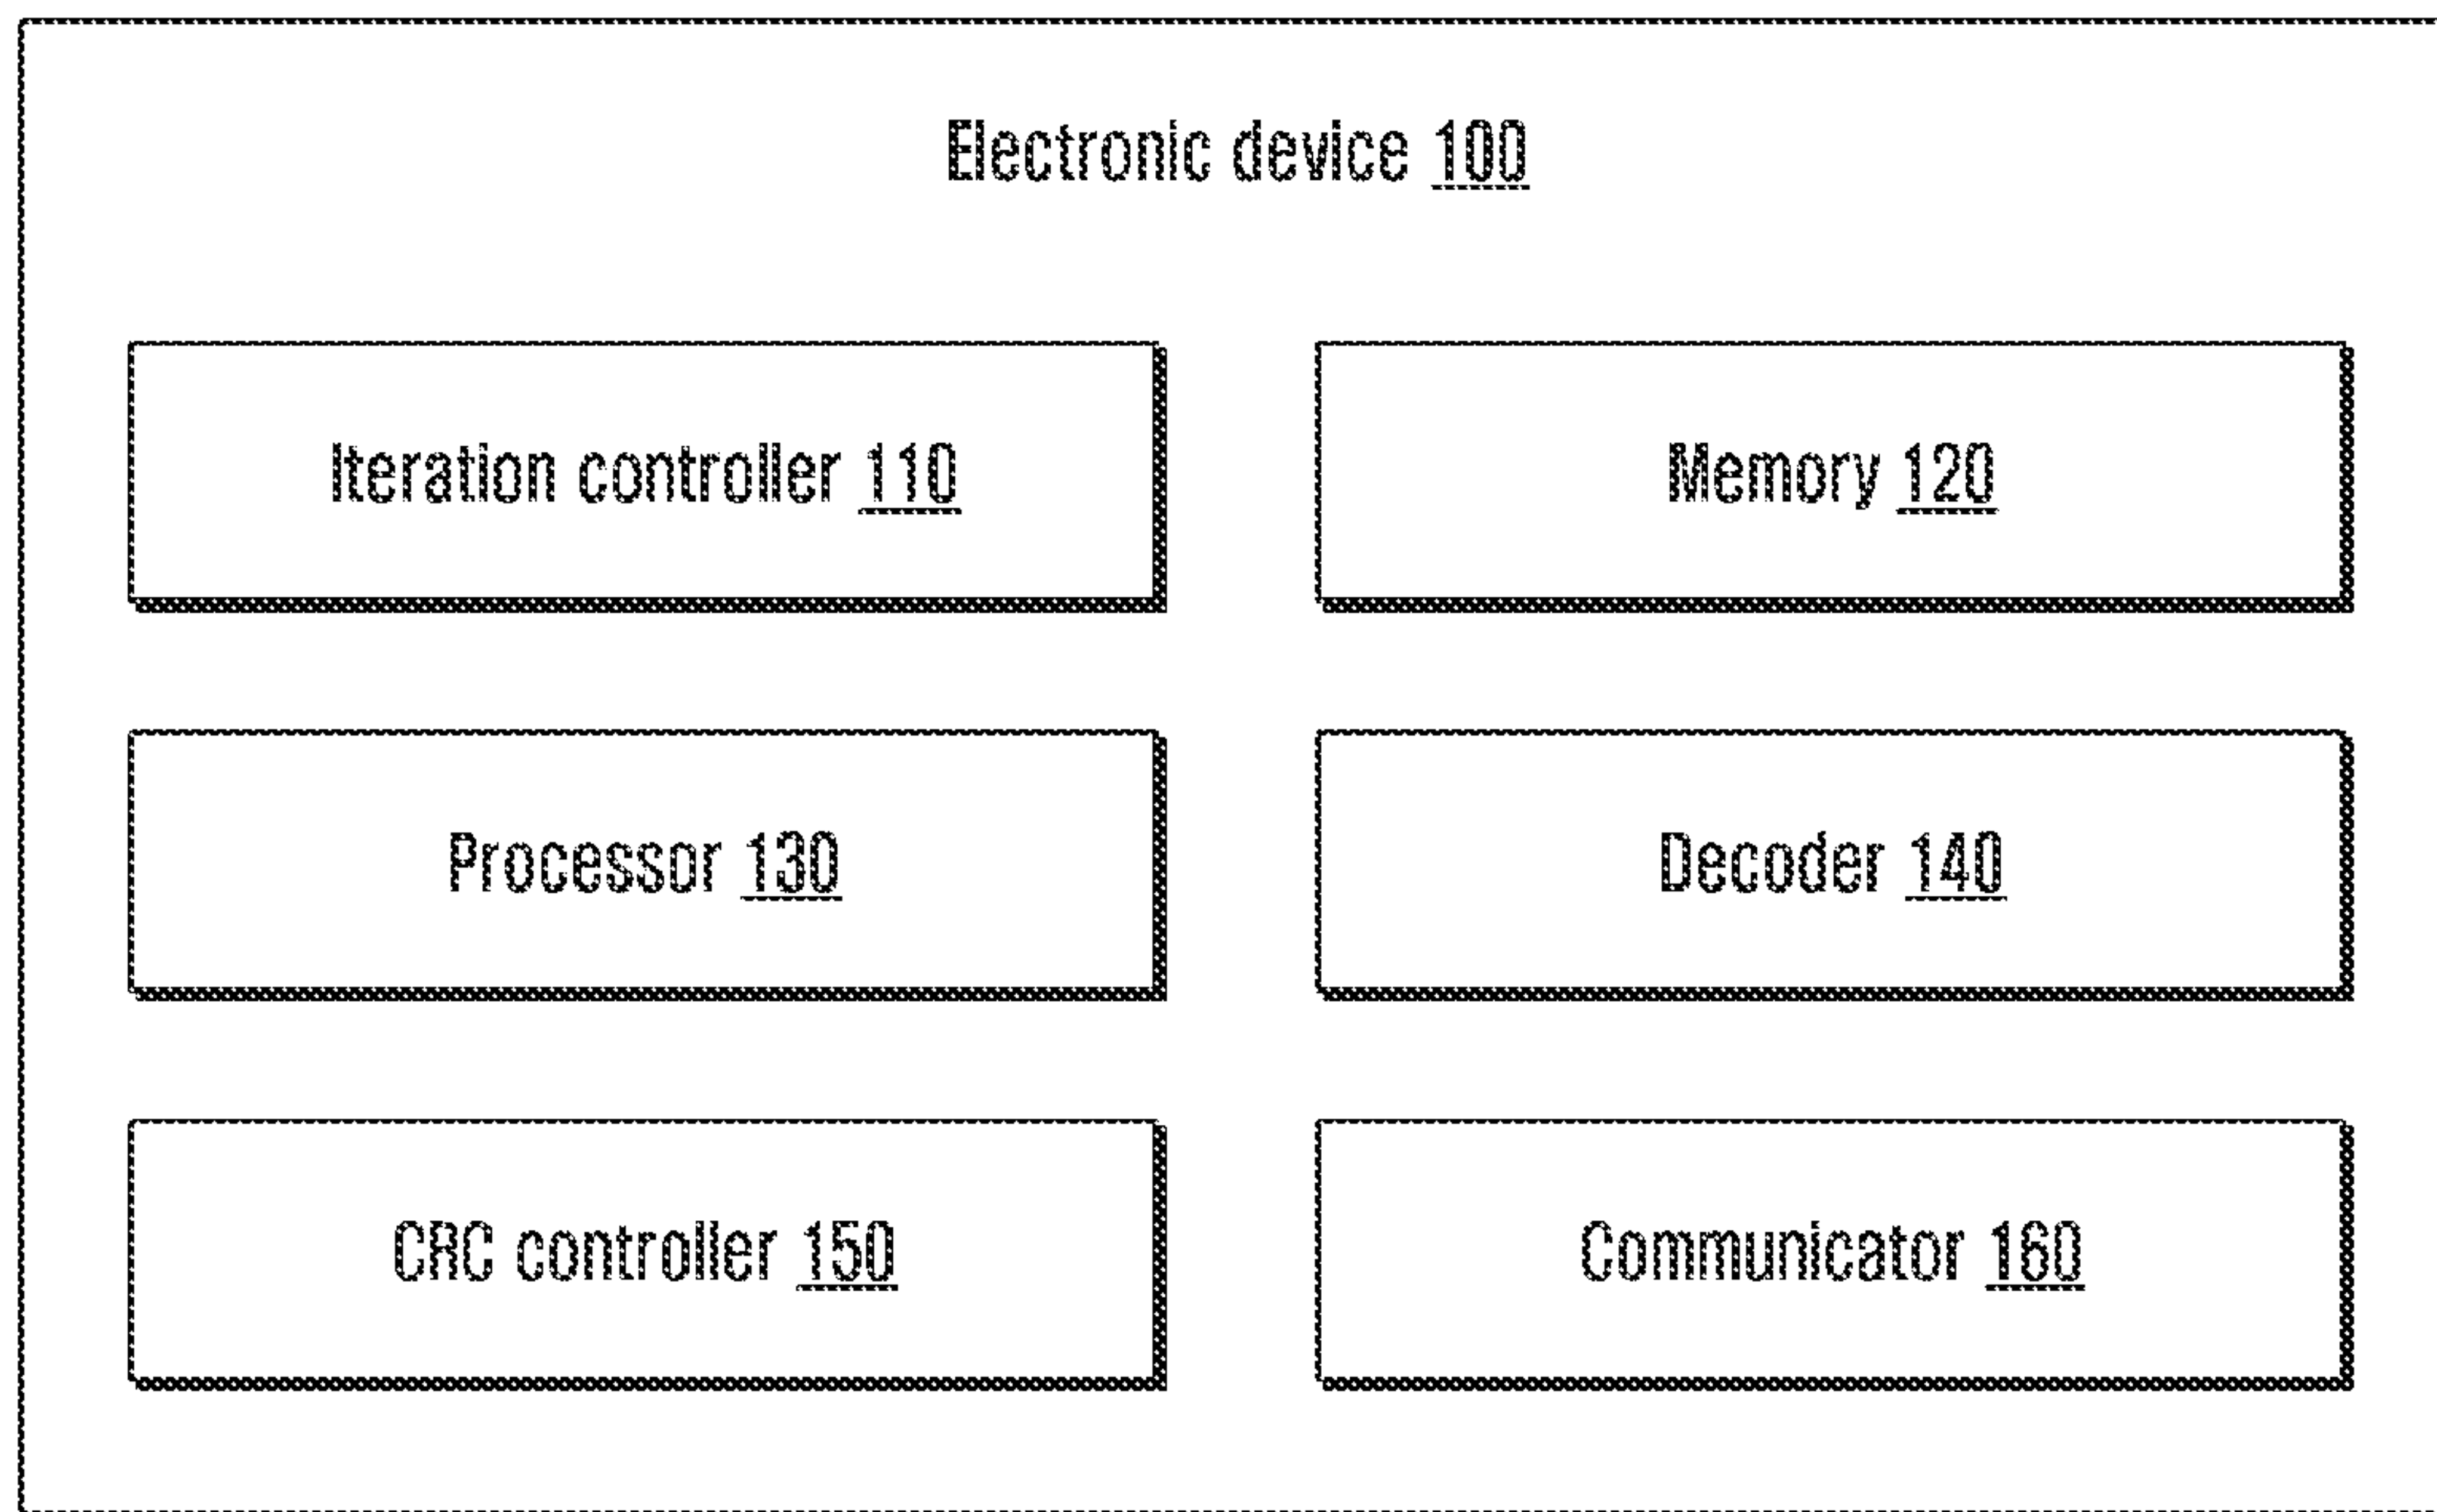 Electronic device 100
Iteration controller 110
Memory 120
Processor 130
Decoder 140
CRC controller 150
Communicator 160